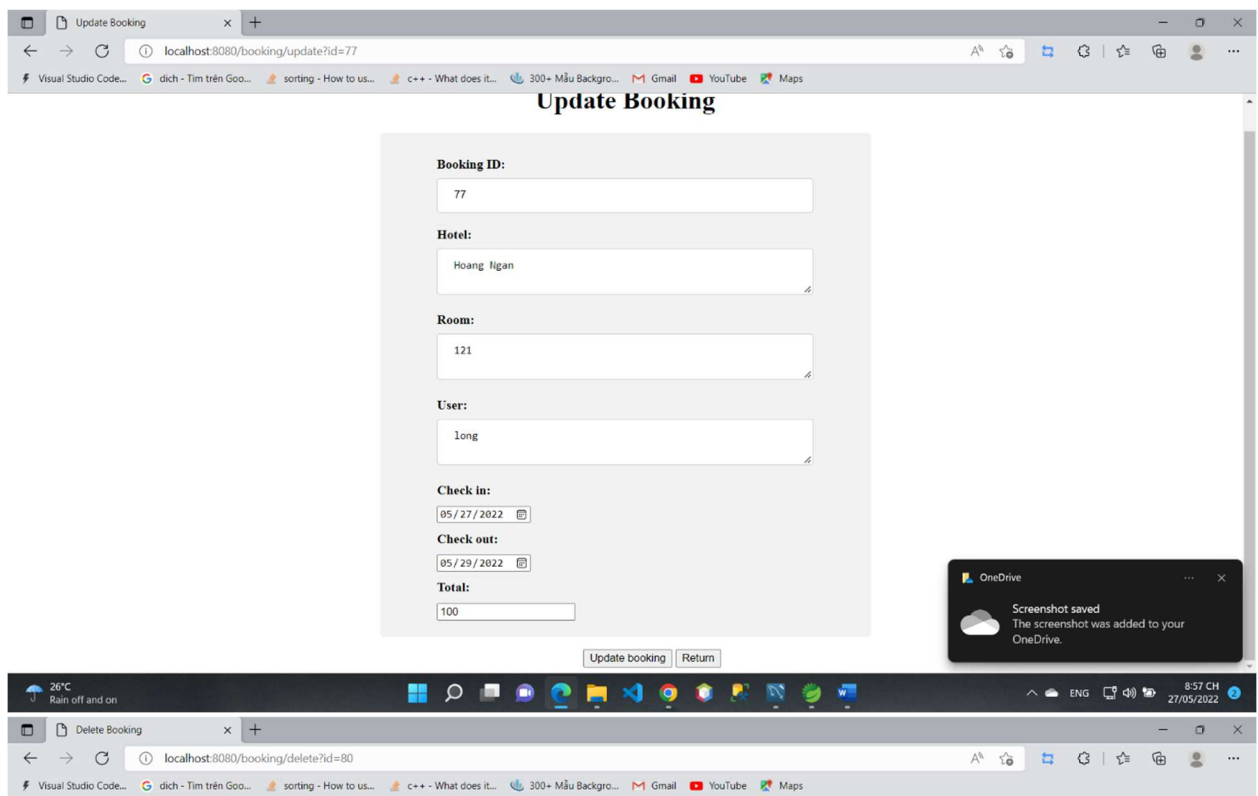 Update Booking
localhost:8080/booking/update?id=77
Visual Studio Code... dich - Tìm trên Goo... sorting - How to us... c++ - What does it... 300+ Mẫu Backgro... Gmail YouTube Maps
Update Booking
Booking ID:
77
Hotel:
Hoang Ngan
Room:
121
User:
long
Check in:
05/27/2022
Check out:
05/29/2022
Total:
100
OneDrive
Screenshot saved
The screenshot was added to your
OneDrive.
Update booking Return
26°C
Rain off and on
ENG
8:57 CH
27/05/2022
2
Delete Booking
localhost:8080/booking/delete?id=80
Visual Studio Code... dich - Tìm trên Goo... sorting - How to us... c++ - What does it... 300+ Mẫu Backgro... Gmail YouTube Maps